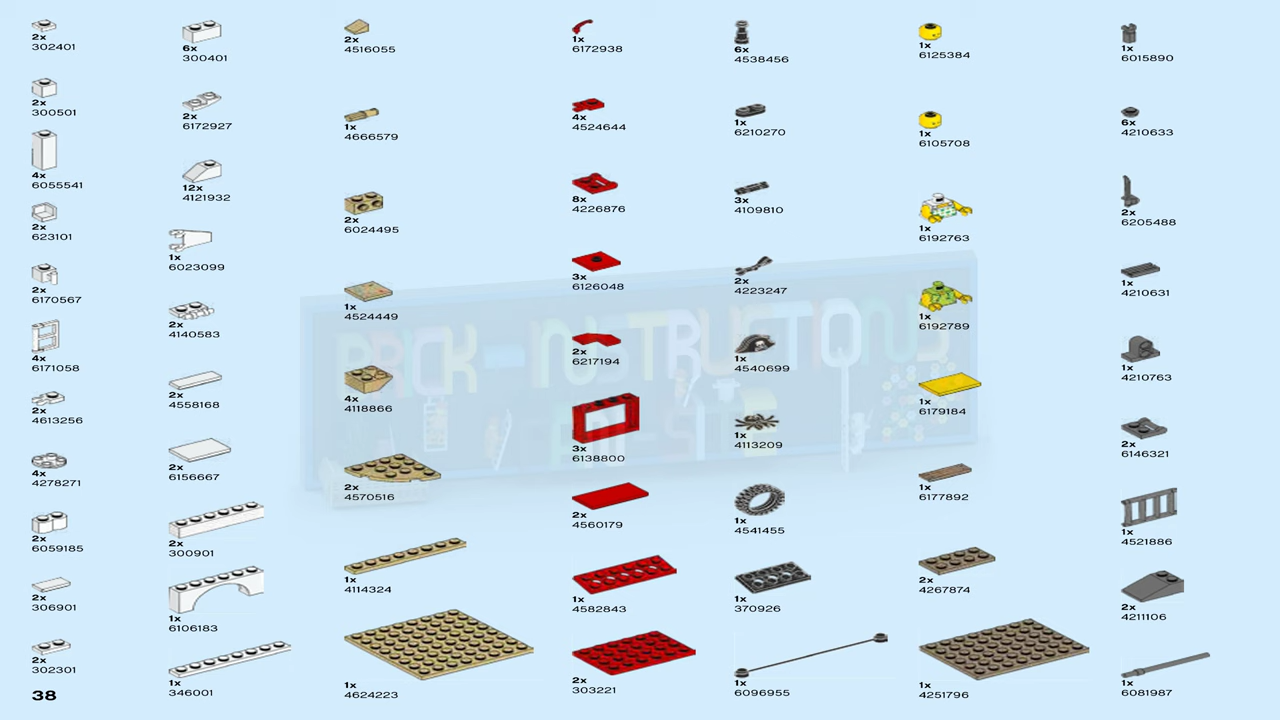 2x
302401
2x
300501
4x
6055541
2x
623101
2x
6170567
4x
6171058
2x
4613256
4x
4278271
2x
6059185
2x
306901
2x
302301
38
6x
300401
2x
6172927
12x
4121932
1x
6023099
2x
4140583
2x
4558168
2x
6156667
2x
300901
1x
6106183
1x
346001
2x
4516055
1x
4666579
2x
6024495
1x
4524449
4x
4118866
2x
4570516
1x
4114324
1x
4624223
1x
6172938
4x
4524644
8x
4226876
3x
6126048
2x
6217194
3x
6138800
2x
4560179
1x
4582843
2x
303221
6x
4538456
1x
6210270
3x
4109810
2x
4223247
1x
4540699
1x
4113209
1x
4541455
1x
370926
1x
6096955
1x
6125384
1x
6105708
1x
6192763
1x
6192789
1x
6179184
1x
6177892
2x
4267874
1x
4251796
1x
6015890
6x
4210633
2x
6205488
1x
4210631
1x
4210763
2x
6146321
1x
4521886
2x
4211106
1x
6081987
BRICK-INSTRUCTIONS